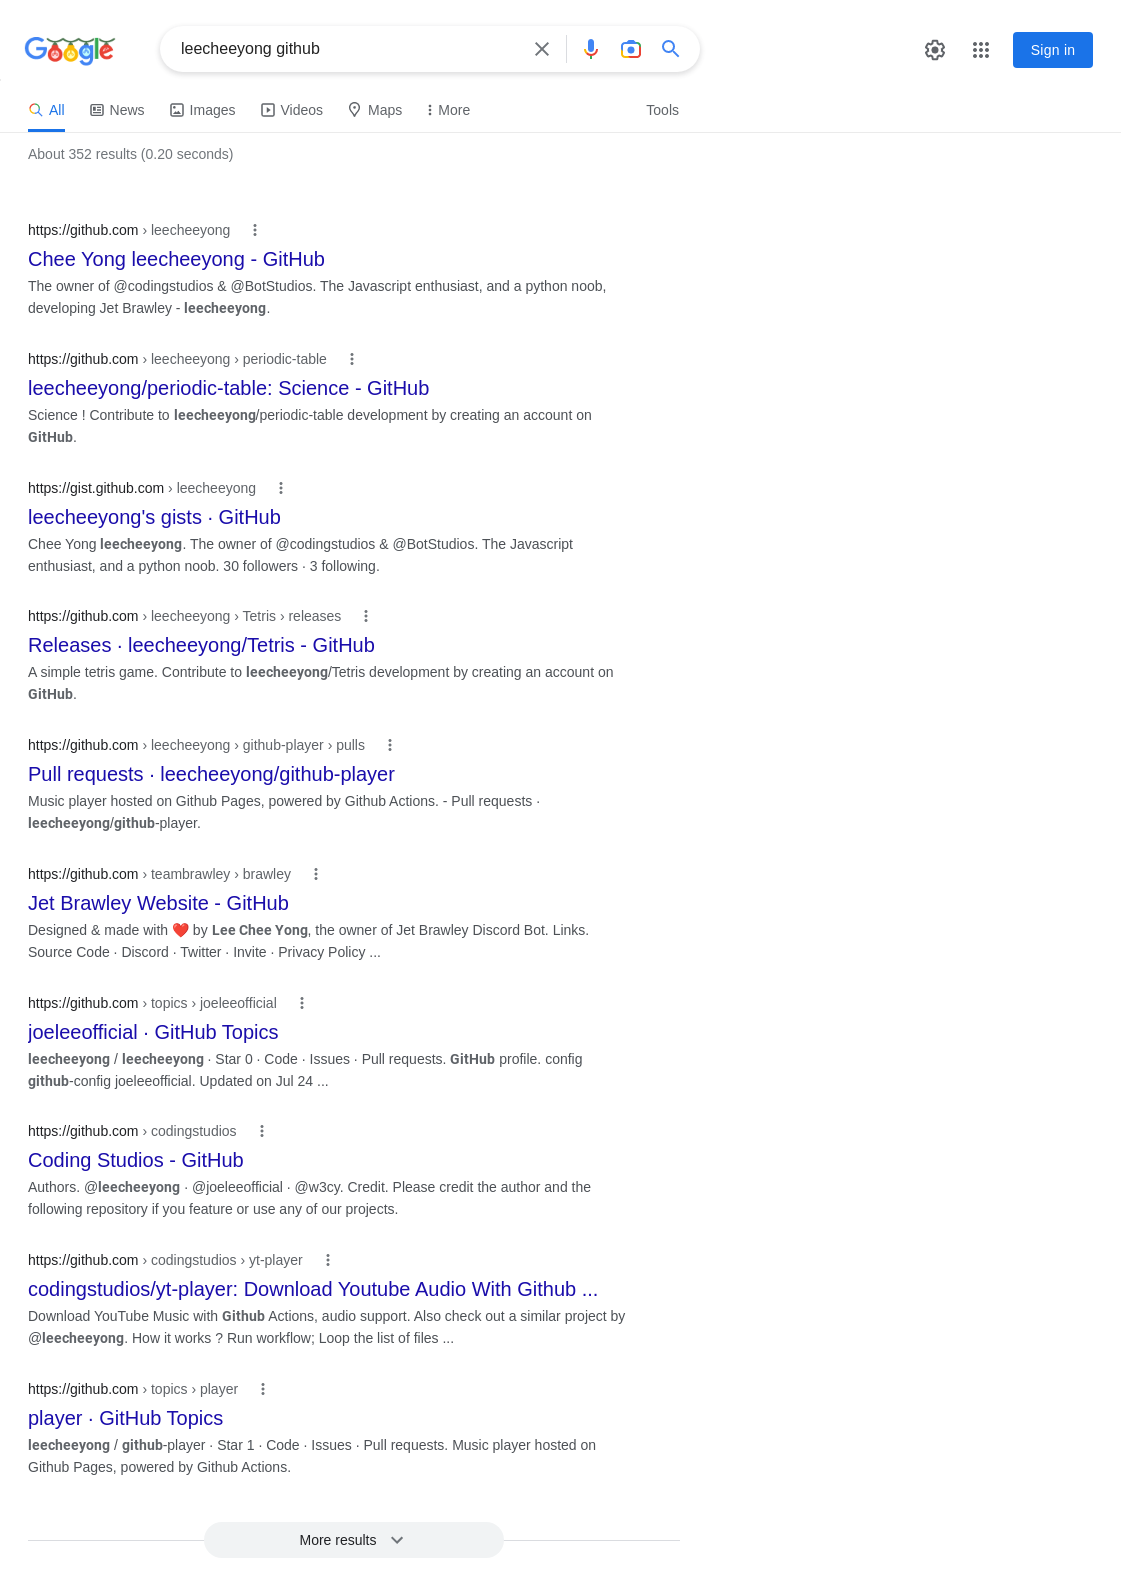 Google
leecheeyong github
Sign in
All News Images Videos Maps More Tools
About 352 results (0.20 seconds)
https://github.com › leecheeyong
Chee Yong leecheeyong - GitHub
The owner of @codingstudios & @BotStudios. The Javascript enthusiast, and a python noob,
developing Jet Brawley - leecheeyong.
https://github.com › leecheeyong › periodic-table
leecheeyong/periodic-table: Science - GitHub
Science ! Contribute to leecheeyong/periodic-table development by creating an account on
GitHub.
https://gist.github.com › leecheeyong
leecheeyong's gists · GitHub
Chee Yong leecheeyong. The owner of @codingstudios & @BotStudios. The Javascript
enthusiast, and a python noob. 30 followers · 3 following.
https://github.com › leecheeyong › Tetris › releases
Releases · leecheeyong/Tetris - GitHub
A simple tetris game. Contribute to leecheeyong/Tetris development by creating an account on
GitHub.
https://github.com › leecheeyong › github-player › pulls
Pull requests · leecheeyong/github-player
Music player hosted on Github Pages, powered by Github Actions. - Pull requests ·
leecheeyong/github-player.
https://github.com › teambrawley › brawley
Jet Brawley Website - GitHub
Designed & made with ❤️ by Lee Chee Yong, the owner of Jet Brawley Discord Bot. Links.
Source Code · Discord · Twitter · Invite · Privacy Policy ...
https://github.com › topics › joeleeofficial
joeleeofficial · GitHub Topics
leecheeyong / leecheeyong · Star 0 · Code · Issues · Pull requests. GitHub profile. config
github-config joeleeofficial. Updated on Jul 24 ...
https://github.com › codingstudios
Coding Studios - GitHub
Authors. @leecheeyong · @joeleeofficial · @w3cy. Credit. Please credit the author and the
following repository if you feature or use any of our projects.
https://github.com › codingstudios › yt-player
codingstudios/yt-player: Download Youtube Audio With Github ...
Download YouTube Music with Github Actions, audio support. Also check out a similar project by
@leecheeyong. How it works ? Run workflow; Loop the list of files ...
https://github.com › topics › player
player · GitHub Topics
leecheeyong / github-player · Star 1 · Code · Issues · Pull requests. Music player hosted on
Github Pages, powered by Github Actions.
More results